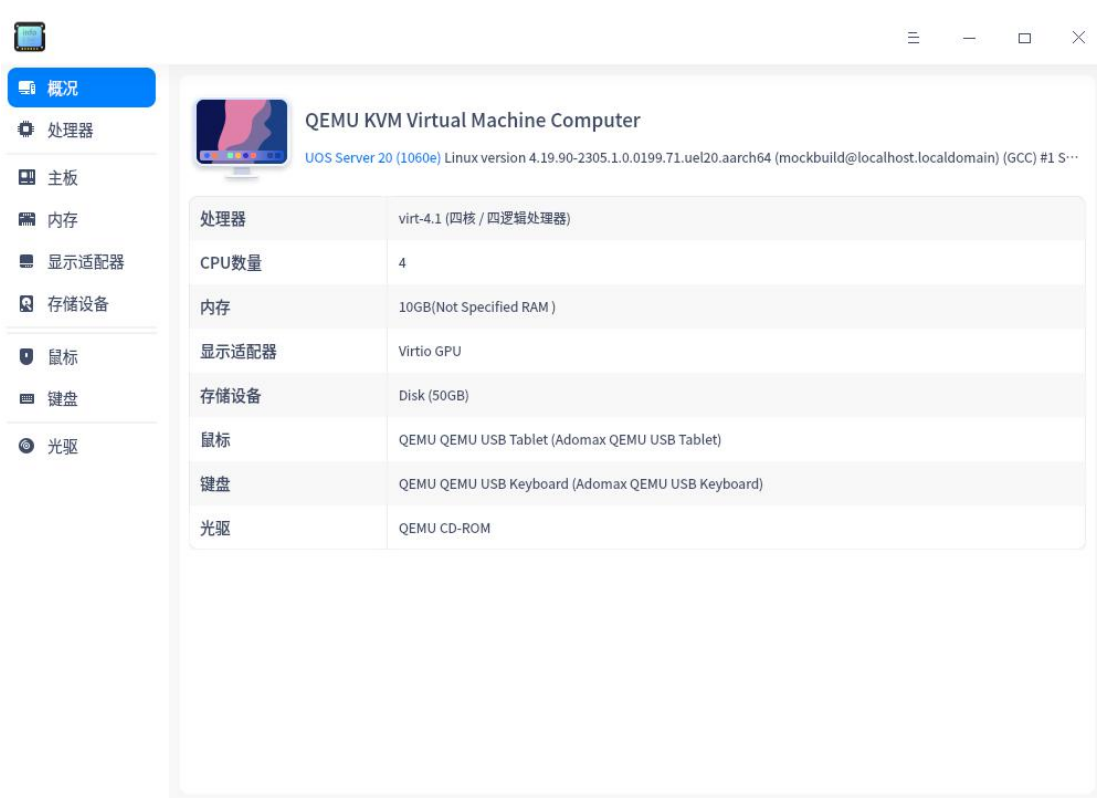 info
概况
处理器
主板
内存
显示适配器
存储设备
鼠标
键盘
光驱
QEMU KVM Virtual Machine Computer
UOS Server 20 (1060e) Linux version 4.19.90-2305.1.0.0199.71.uel20.aarch64 (mockbuild@localhost.localdomain) (GCC) #1 S···
处理器 virt-4.1 (四核 / 四逻辑处理器)
CPU数量 4
内存 10GB(Not Specified RAM )
显示适配器 Virtio GPU
存储设备 Disk (50GB)
鼠标 QEMU QEMU USB Tablet (Adomax QEMU USB Tablet)
键盘 QEMU QEMU USB Keyboard (Adomax QEMU USB Keyboard)
光驱 QEMU CD-ROM